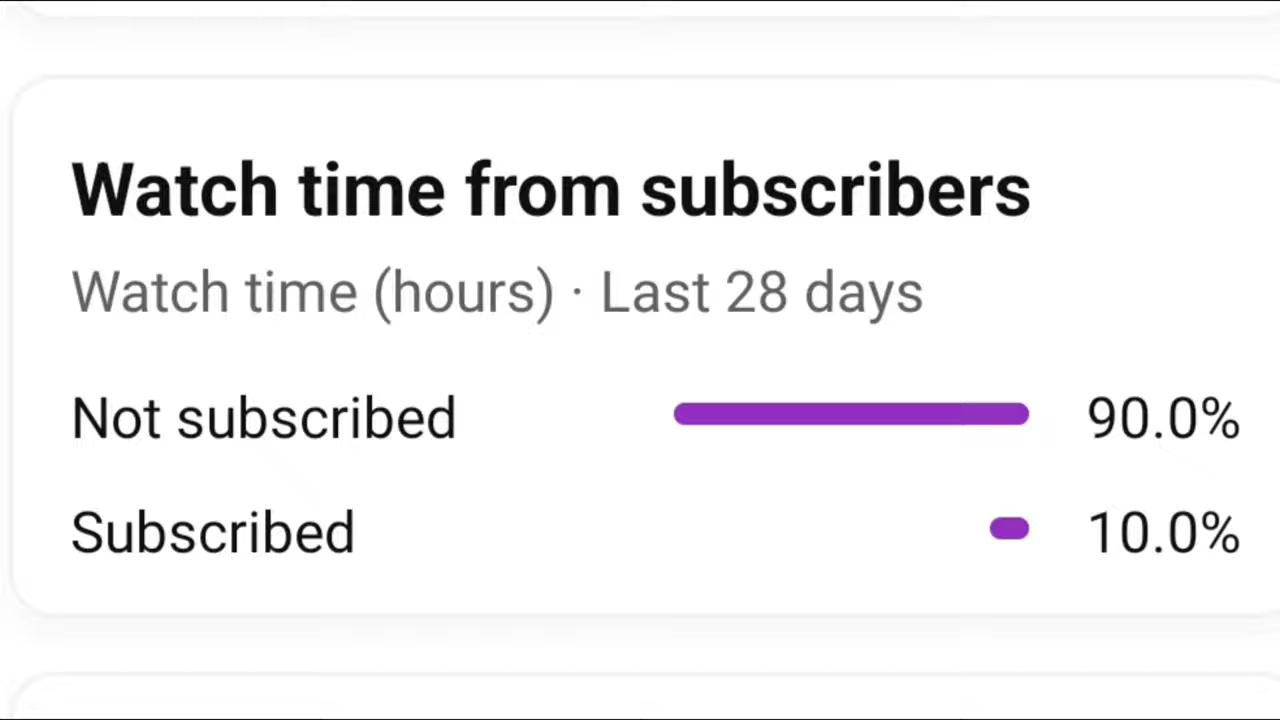 Watch time from subscribers
Watch time (hours) · Last 28 days
Not subscribed 90.0%
Subscribed 10.0%